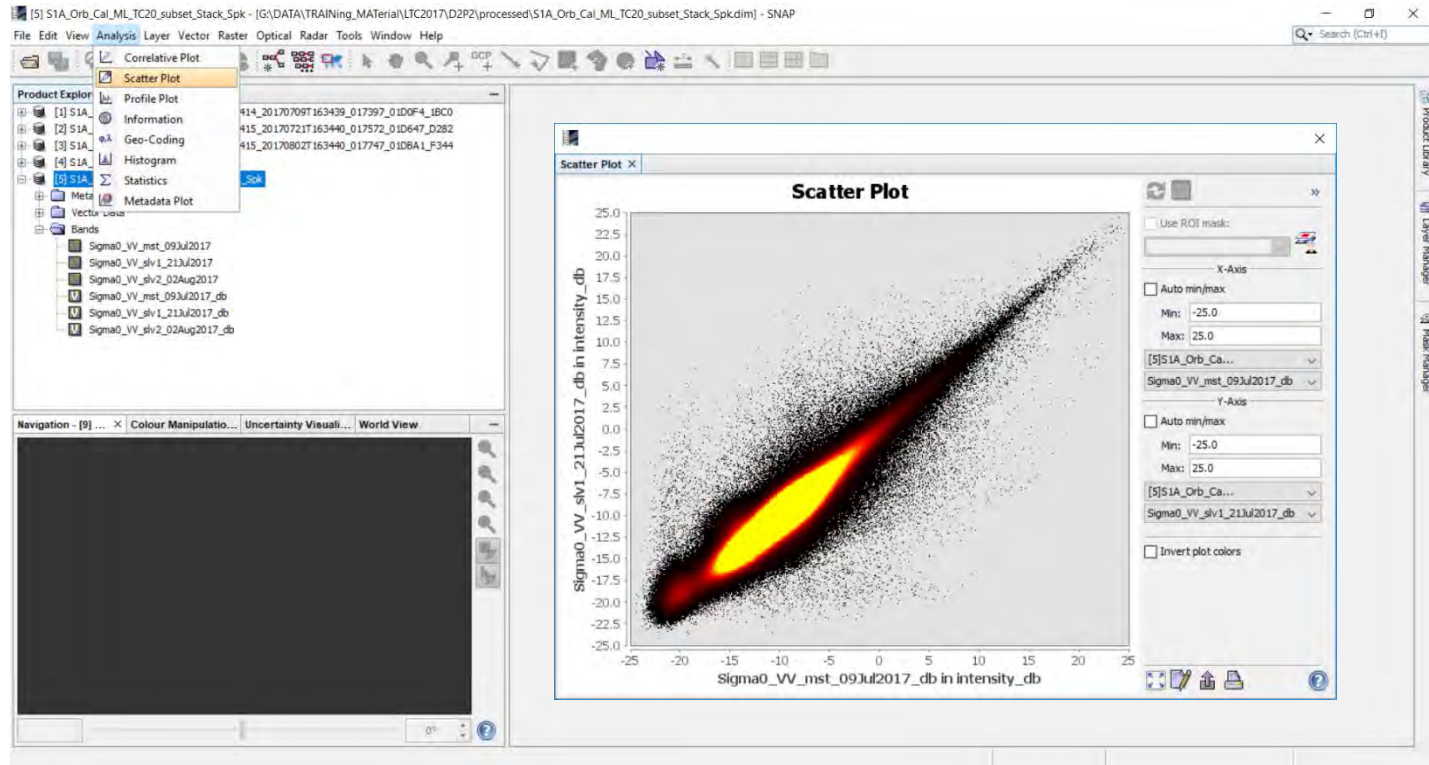 [5] S1A_Orb_Cal_ML_TC20_subset_Stack_Spk - [G:\DATA\TRAINing_MATerial\LTC2017\D2P2\processed\S1A_Orb_Cal_ML_TC20_subset_Stack_Spk.dim] - SNAP
File Edit View Analysis Layer Vector Raster Optical Radar Tools Window Help
Search (Ctrl+I)
GCP
Correlative Plot
Scatter Plot
Profile Plot
Information
Geo-Coding
Histogram
Statistics
Metadata Plot
Product Explor
[1] S1A_ 414_20170709T163439_017397_01D0F4_1BC0
[2] S1A_ 415_20170721T163440_017572_01D647_D282
[3] S1A_ 415_20170802T163440_017747_01DBA1_F344
[4] S1A_
[5] S1A_ _Spk
Meta
Vector Data
Bands
Sigma0_VV_mst_09Jul2017
Sigma0_VV_slv1_21Jul2017
Sigma0_VV_slv2_02Aug2017
Sigma0_VV_mst_09Jul2017_db
Sigma0_VV_slv1_21Jul2017_db
Sigma0_VV_slv2_02Aug2017_db
Navigation - [9] ... Colour Manipulatio... Uncertainty Visuali... World View
0°
Scatter Plot
Scatter Plot
25.0
22.5
20.0
17.5
15.0
12.5
10.0
7.5
5.0
2.5
0.0
-2.5
-5.0
-7.5
-10.0
-12.5
-15.0
-17.5
-20.0
-22.5
-25.0
Sigma0_VV_slv1_21Jul2017_db in intensity_db
-25 -20 -15 -10 -5 0 5 10 15 20 25
Sigma0_VV_mst_09Jul2017_db in intensity_db
Use ROI mask:
X-Axis
Auto min/max
Min: -25.0
Max: 25.0
[5]S1A_Orb_Ca...
Sigma0_VV_mst_09Jul2017_db
Y-Axis
Auto min/max
Min: -25.0
Max: 25.0
[5]S1A_Orb_Ca...
Sigma0_VV_slv1_21Jul2017_db
Invert plot colors
Product Library
Layer Manager
Mask Manager